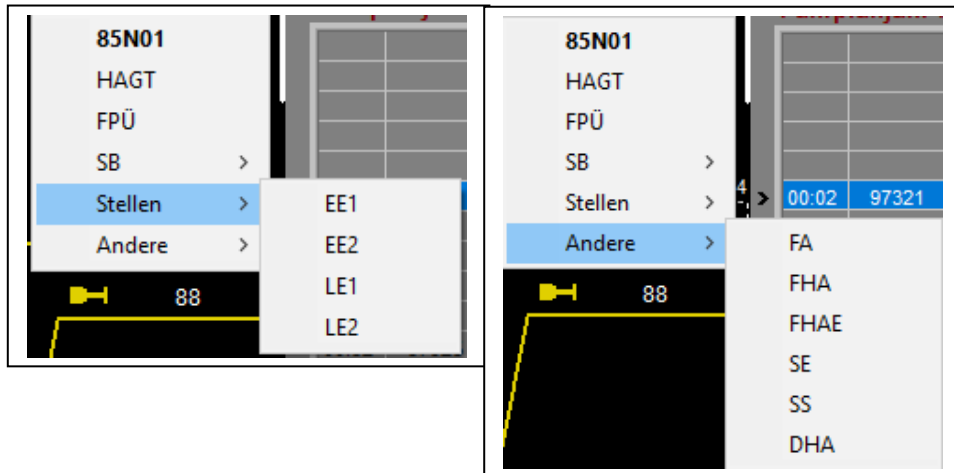 85N01
HAGT
FPÜ
SB >
Stellen >
Andere >
EE1
EE2
LE1
LE2
88
85N01
HAGT
FPÜ
SB >
Stellen >
Andere >
00:02 97321
FA
FHA
FHAE
SE
SS
DHA
88